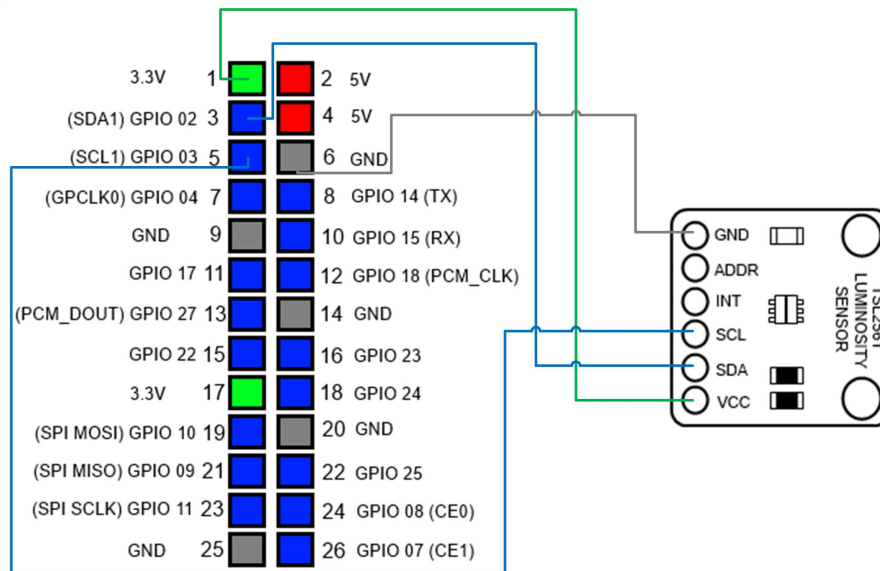 3.3V 1 2 5V
(SDA1) GPIO 02 3 4 5V
(SCL1) GPIO 03 5 6 GND
(GPCLK0) GPIO 04 7 8 GPIO 14 (TX)
GND 9 10 GPIO 15 (RX)
GPIO 17 11 12 GPIO 18 (PCM_CLK)
(PCM_DOUT) GPIO 27 13 14 GND
GPIO 22 15 16 GPIO 23
3.3V 17 18 GPIO 24
(SPI MOSI) GPIO 10 19 20 GND
(SPI MISO) GPIO 09 21 22 GPIO 25
(SPI SCLK) GPIO 11 23 24 GPIO 08 (CE0)
GND 25 26 GPIO 07 (CE1)
GND
ADDR
INT
SCL
SDA
VCC
TSL2561
LUMINOSITY
SENSOR